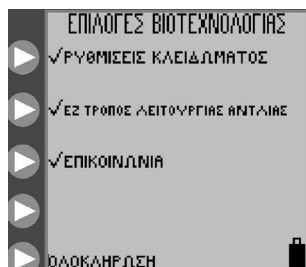 ΕΠΙΛΟΓΕΣ ΒΙΟΤΕΧΝΟΛΟΓΙΑΣ
✓ΡΥΘΜΙΣΕΙΣ ΚΛΕΙΔΩΜΑΤΟΣ
✓ΕΖ ΤΡΟΠΟΣ ΛΕΙΤΟΥΡΓΙΑΣ ΑΝΤΛΙΑΣ
✓ΕΠΙΚΟΙΝΩΝΙΑ
ΟΛΟΚΛΗΡΩΣΗ